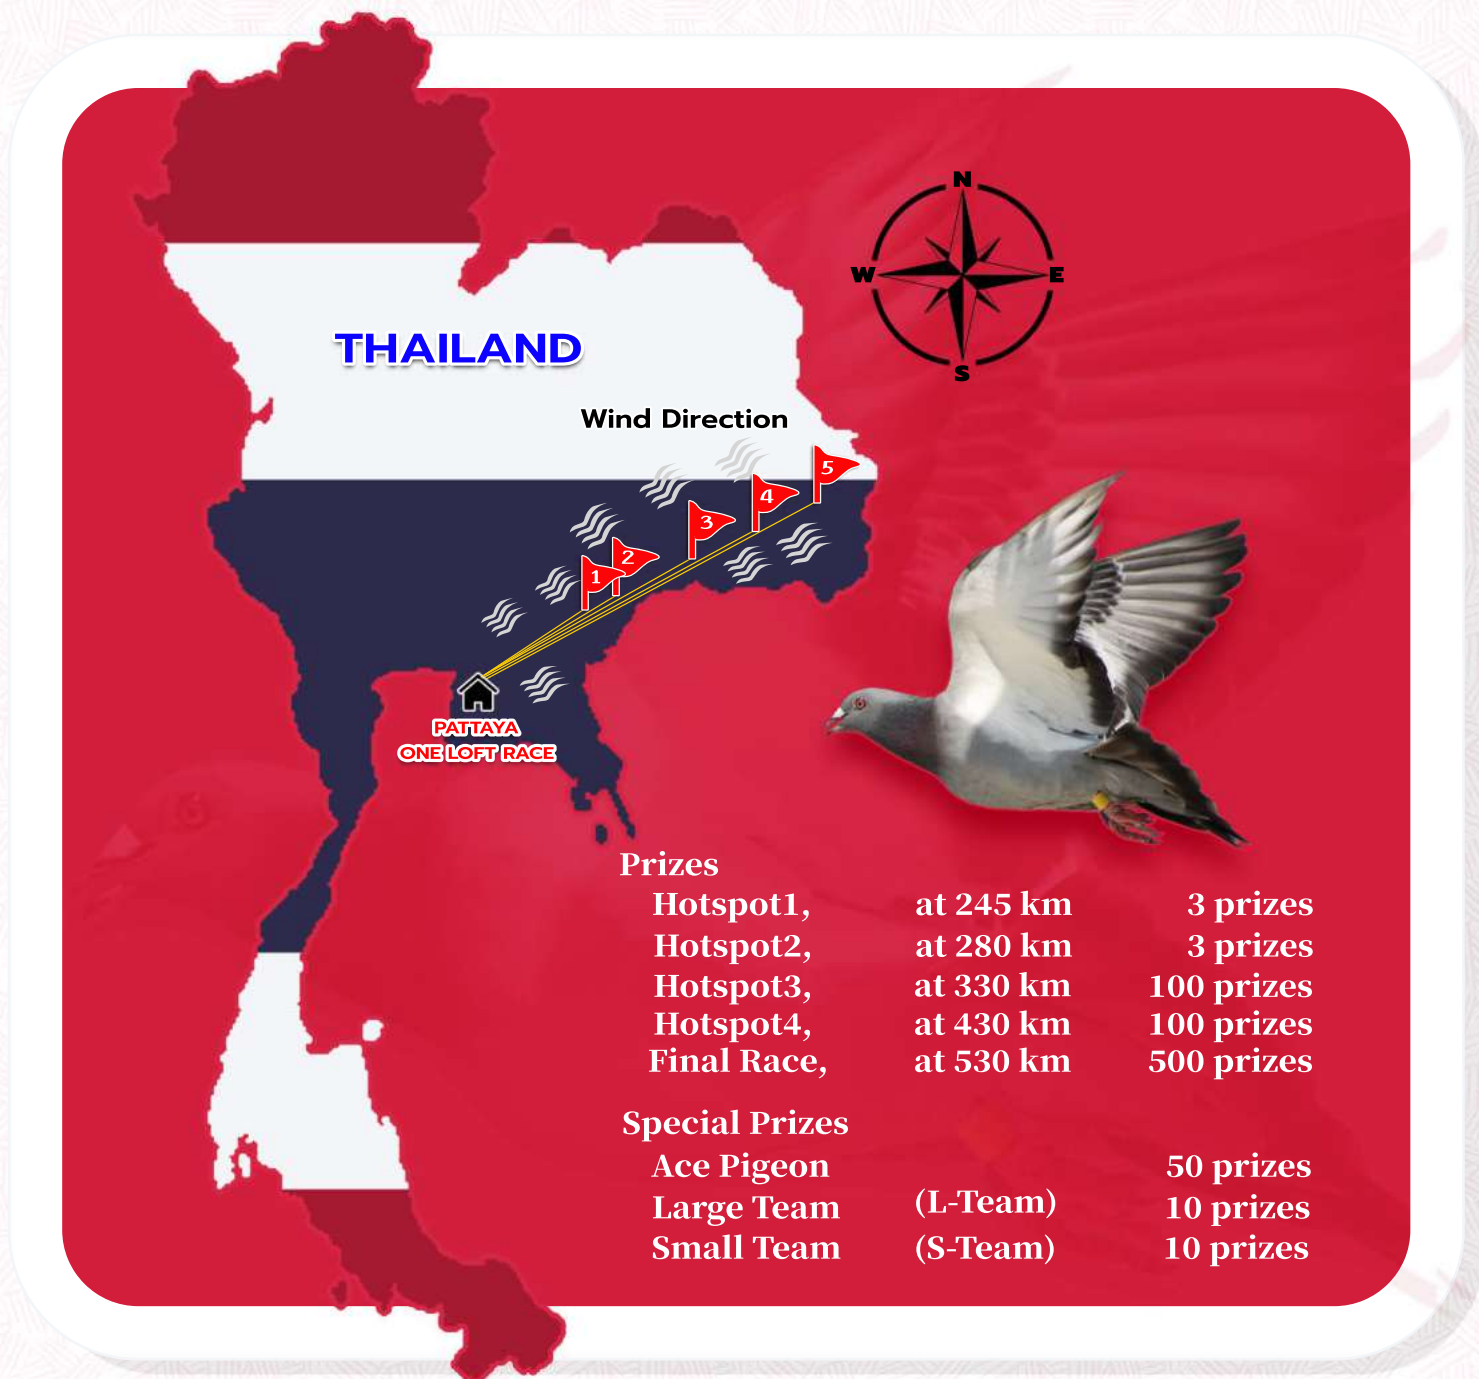 N
W
E
S
THAILAND
Wind Direction
5
4
3
2
1
PATTAYA
ONE LOFT RACE
Prizes
Hotspot1, at 245 km 3 prizes
Hotspot2, at 280 km 3 prizes
Hotspot3, at 330 km 100 prizes
Hotspot4, at 430 km 100 prizes
Final Race, at 530 km 500 prizes
Special Prizes
Ace Pigeon 50 prizes
Large Team (L-Team) 10 prizes
Small Team (S-Team) 10 prizes